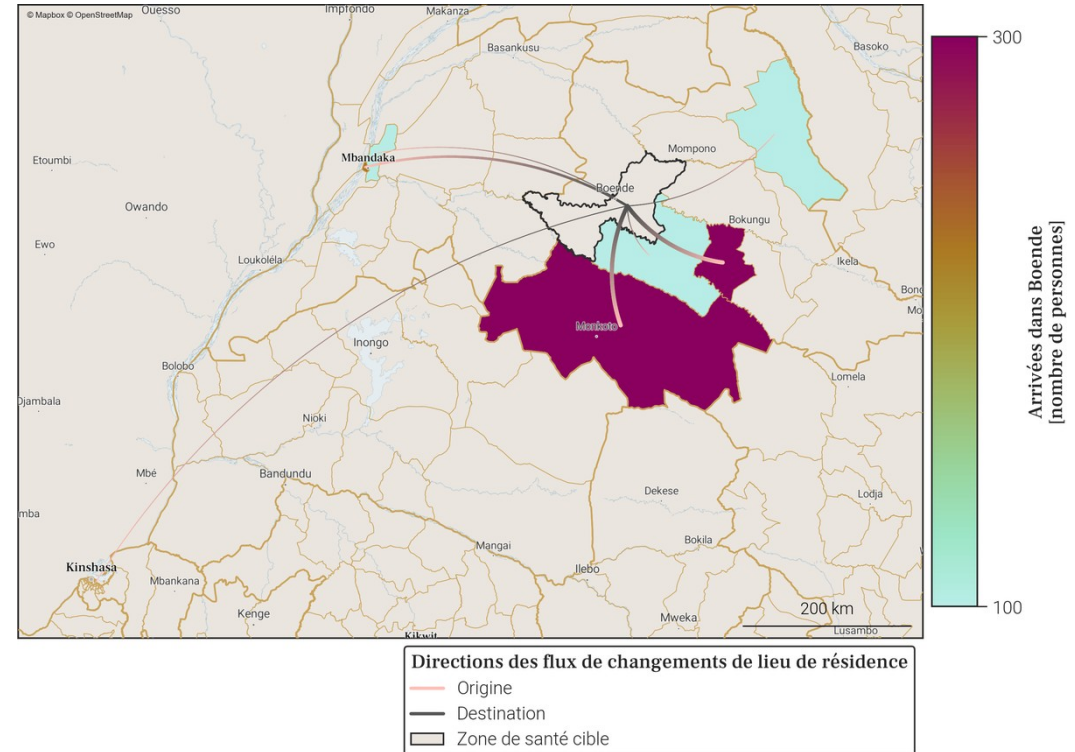 © Mapbox © OpenStreetMap
Ouesso
Impfondo
Makanza
Basankusu
Basoko
Etoumbi
Mbandaka
Mompono
Boende
Owando
Bokungu
Ewo
Loukoléla
Ikela
Monkoto
Inongo
Bolobo
Lomela
Djambala
Nioki
Mbé
Bandundu
Dekese
Lodja
mba
Mangai
Bokila
Ilebo
Kinshasa
Mbankana
Kenge
Mweka
200 km
Lusambo
Kikwit
300
100
Arrivées dans Boende
[nombre de personnes]
Directions des flux de changements de lieu de résidence
Origine
Destination
Zone de santé cible